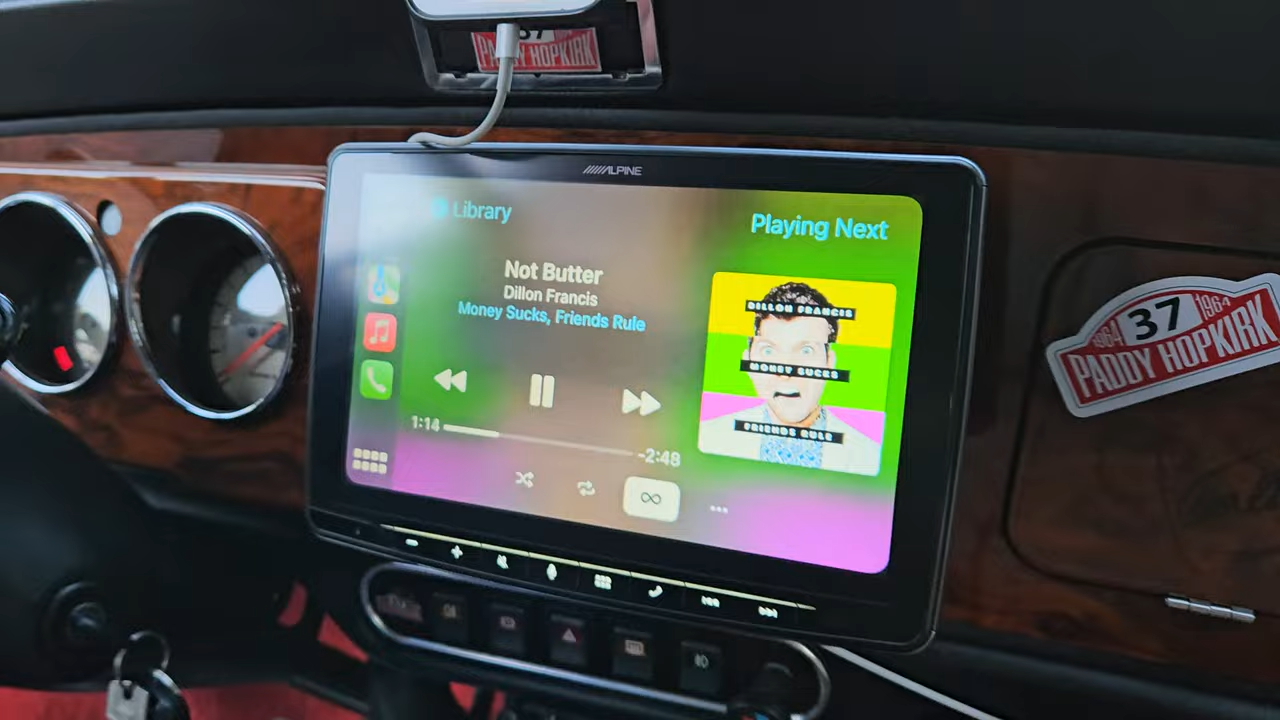 37
PADDY HOPKIRK
ALPINE
Library
Playing Next
Not Butter
Dillon Francis
Money Sucks, Friends Rule
1:14
-2:48
DILLON FRANCIS
MONEY SUCKS
FRIENDS RULE
1964 37 1964
PADDY HOPKIRK